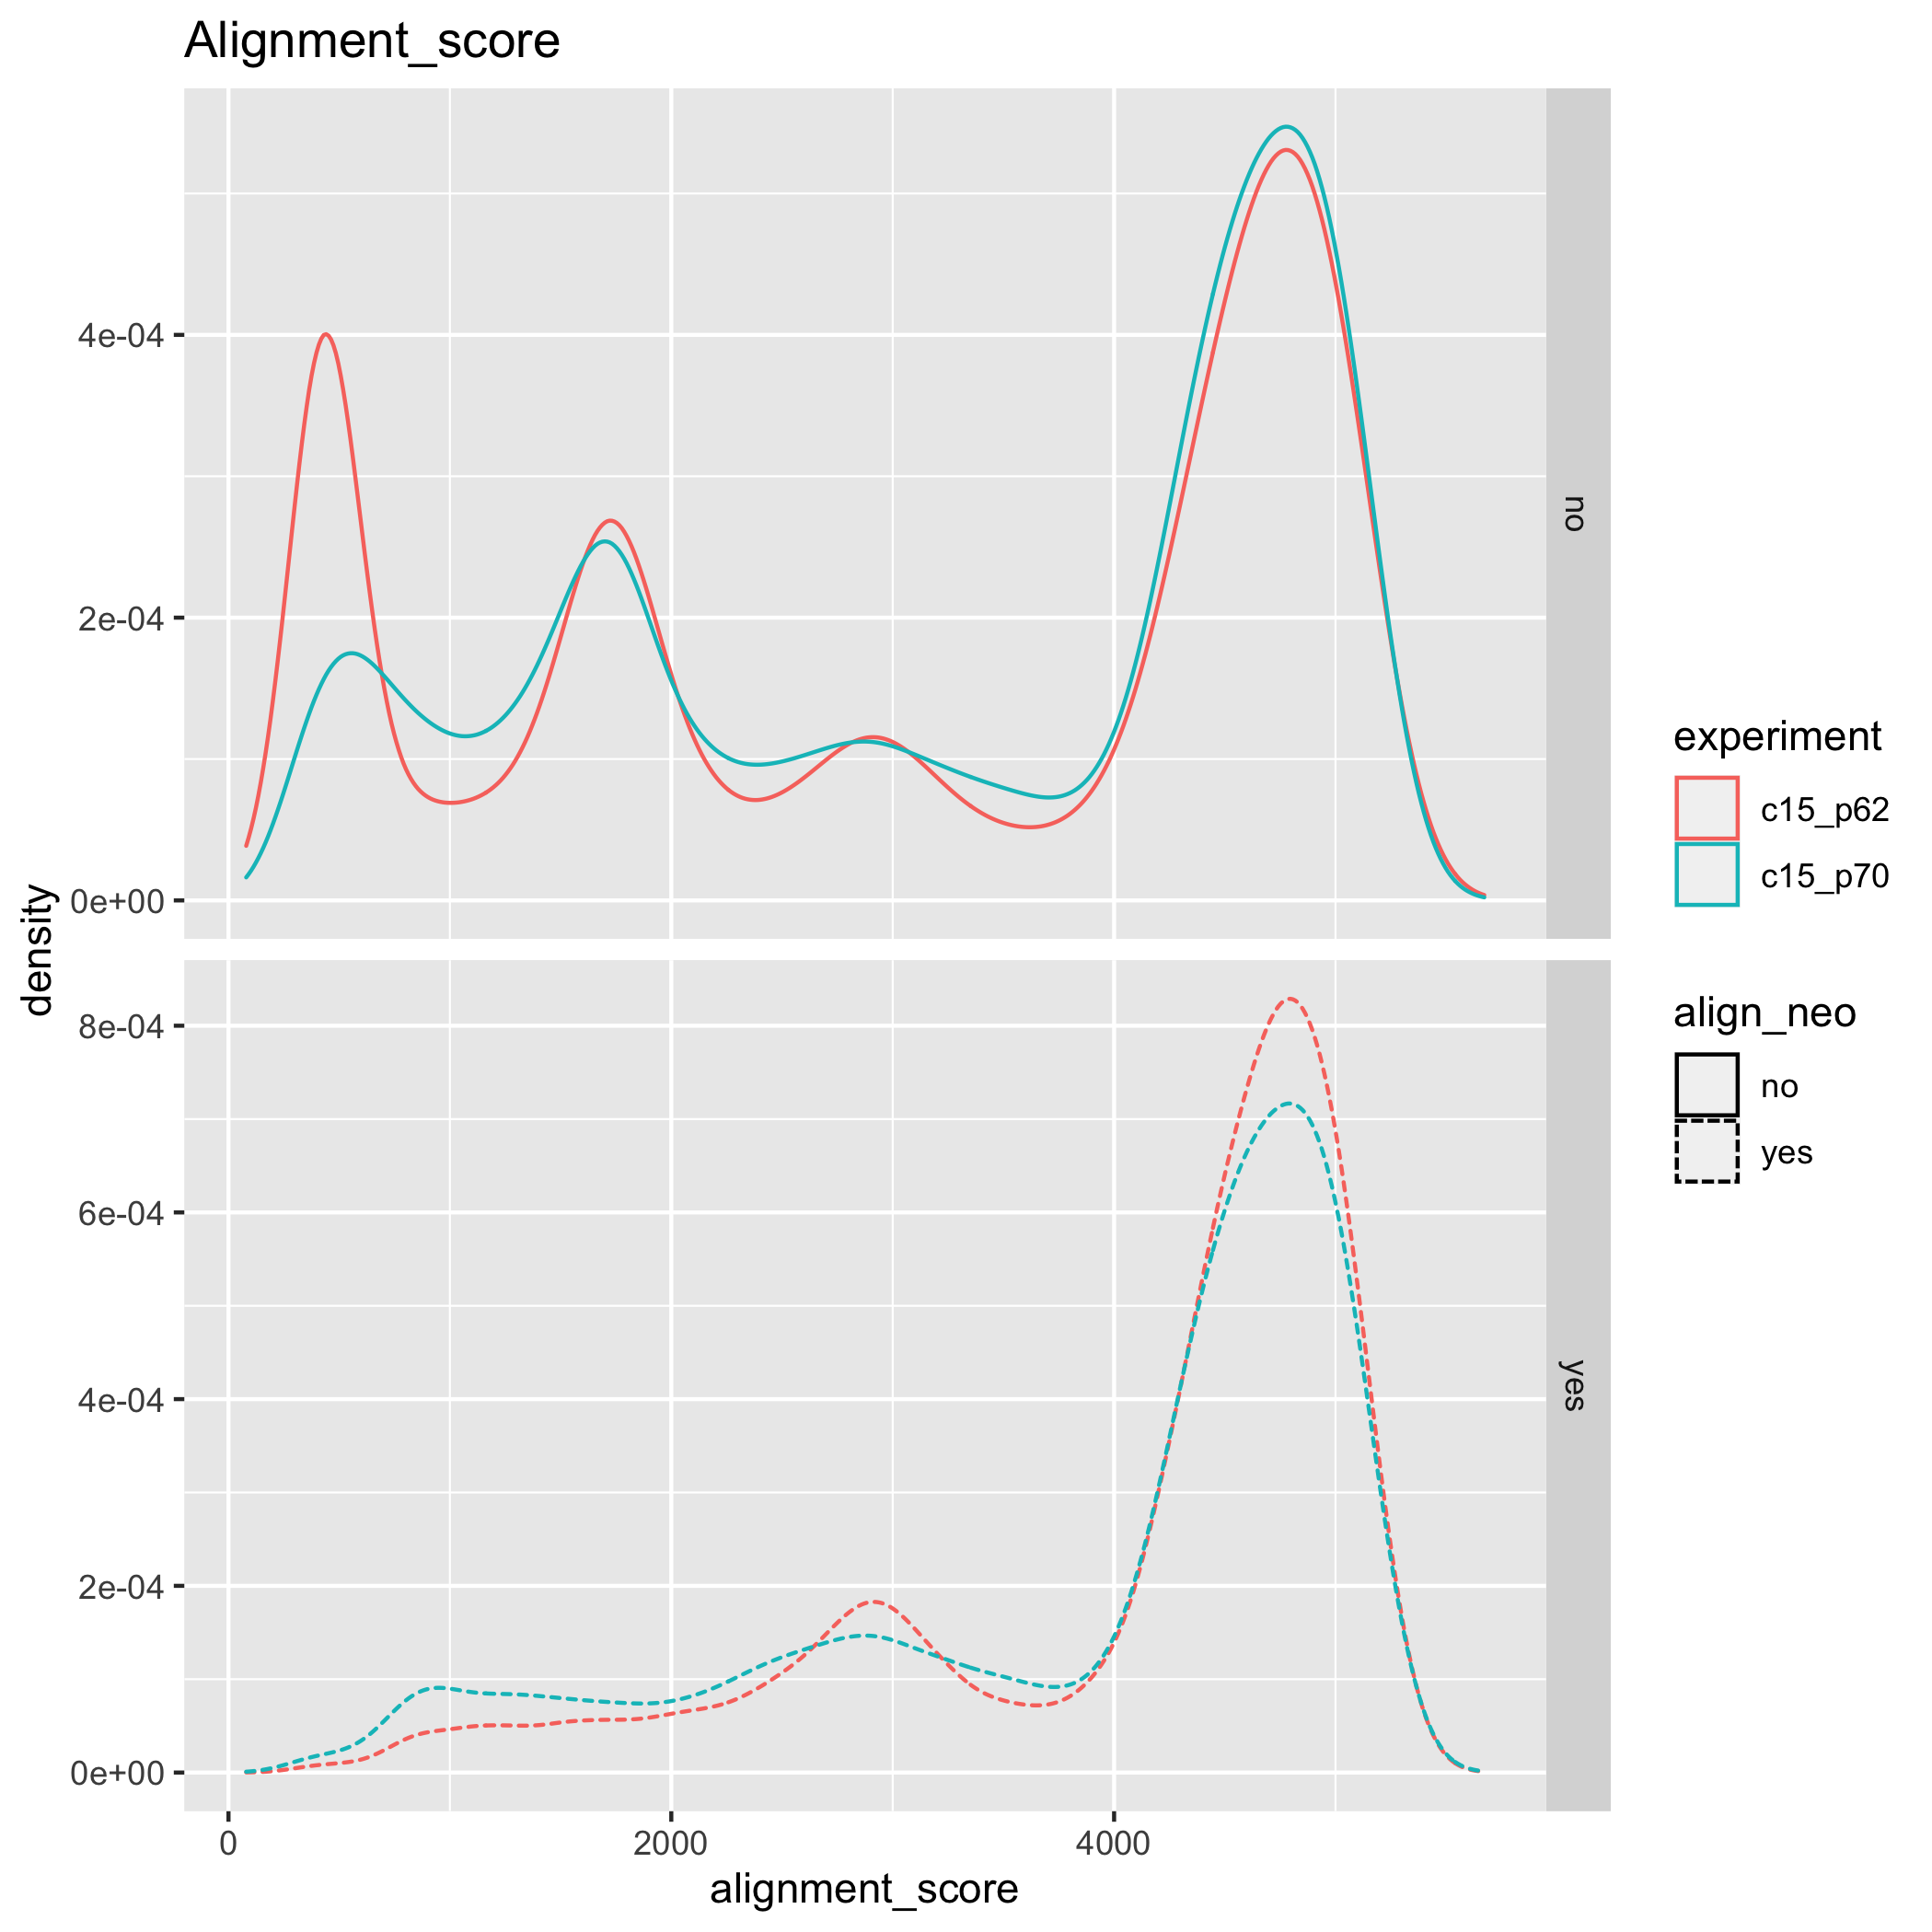 Alignment_score
4e-04
2e-04
0e+00
no
8e-04
6e-04
4e-04
2e-04
0e+00
yes
density
0
2000
4000
alignment_score
experiment
c15_p62
c15_p70
align_neo
no
yes